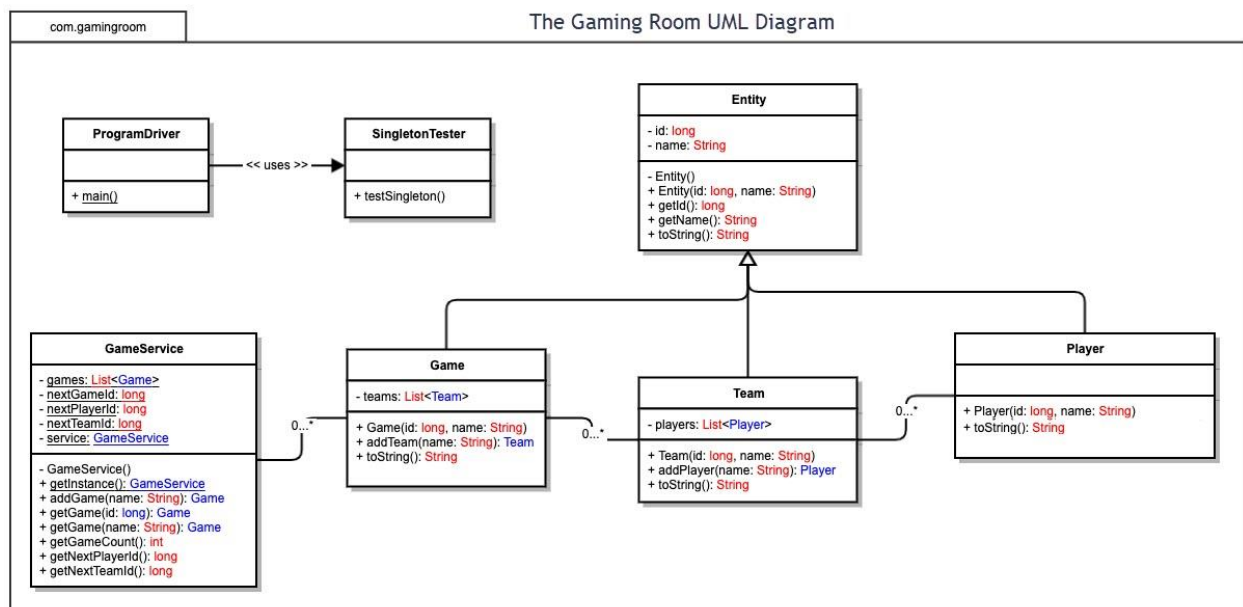 com.gamingroom
The Gaming Room UML Diagram
ProgramDriver
+ main()
<< uses >>
SingletonTester
+ testSingleton()
Entity
- id: long
- name: String
- Entity()
+ Entity(id: long, name: String)
+ getId(): long
+ getName(): String
+ toString(): String
GameService
- games: List<Game>
- nextGameId: long
- nextPlayerId: long
- nextTeamId: long
- service: GameService
- GameService()
+ getInstance(): GameService
+ addGame(name: String): Game
+ getGame(id: long): Game
+ getGame(name: String): Game
+ getGameCount(): int
+ getNextPlayerId(): long
+ getNextTeamId(): long
0...*
Game
- teams: List<Team>
+ Game(id: long, name: String)
+ addTeam(name: String): Team
+ toString(): String
0...*
Team
- players: List<Player>
+ Team(id: long, name: String)
+ addPlayer(name: String): Player
+ toString(): String
0...*
Player
+ Player(id: long, name: String)
+ toString(): String